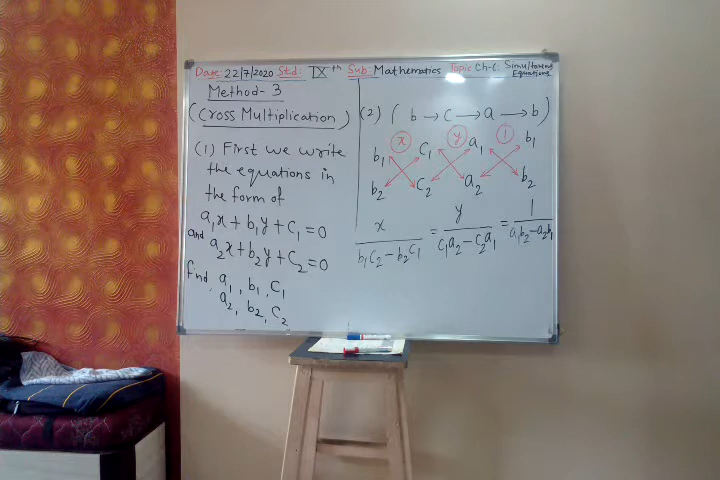 Date: 22/7/2020 Std: IXth Sub: Mathematics Topic Ch-6: Simultaneous Equations
Method-3
(Cross Multiplication)
(1) First we write
the equations in
the form of
a₁x + b₁y + c₁ = 0
and a₂x + b₂y + c₂ = 0
find, a₁, b₁, c₁
a₂, b₂, c₂
(2) ( b → c → a → b )
x y 1
b₁ c₁ a₁ b₁
b₂ c₂ a₂ b₂
x/(b₁c₂ - b₂c₁) = y/(c₁a₂ - c₂a₁) = 1/(a₁b₂ - a₂b₁)